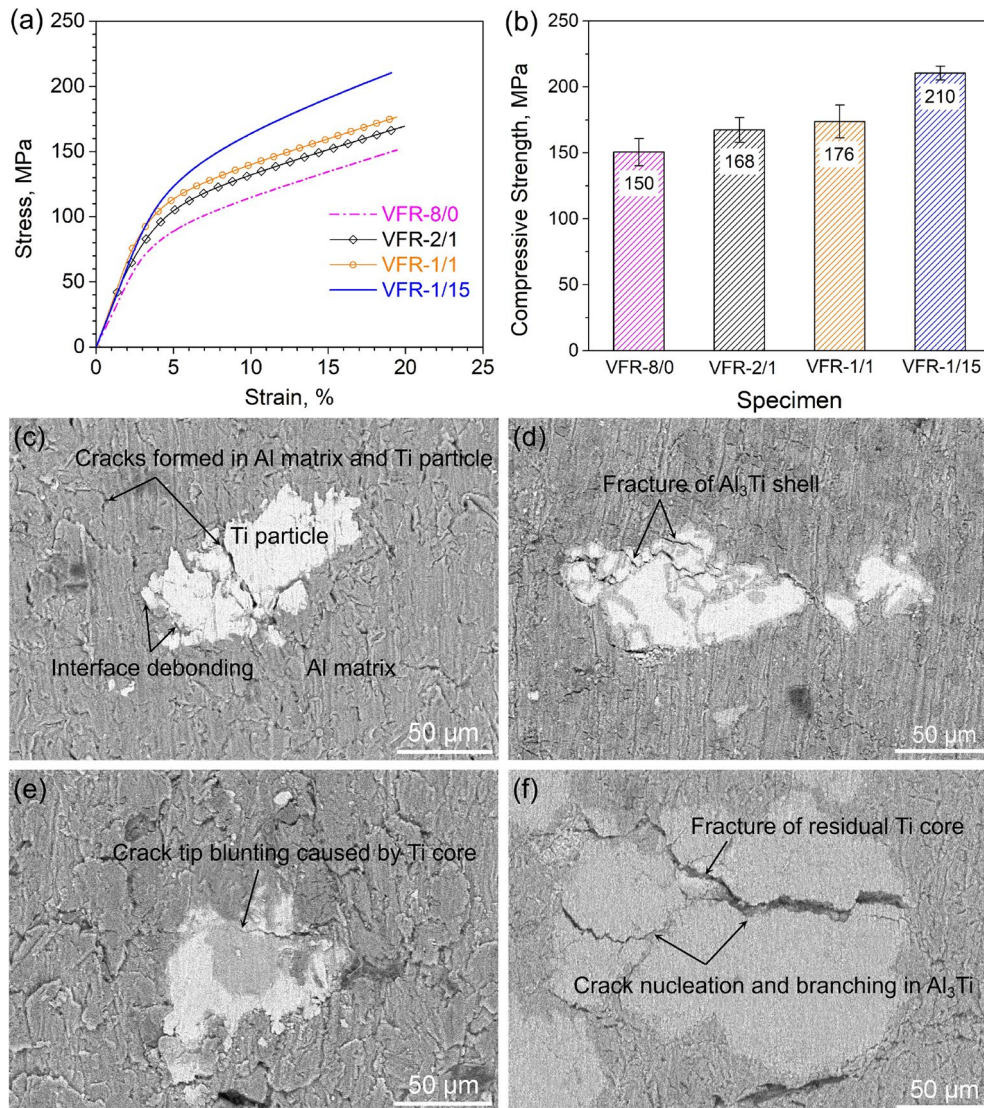 (a)
250
200
150
100
50
0
Stress, MPa
VFR-8/0
VFR-2/1
VFR-1/1
VFR-1/15
0 5 10 15 20 25
Strain, %
(b)
250
200
150
100
50
0
Compressive Strength, MPa
150
168
176
210
VFR-8/0 VFR-2/1 VFR-1/1 VFR-1/15
Specimen
(c)
Cracks formed in Al matrix and Ti particle
Ti particle
Interface debonding
Al matrix
50 µm
(d)
Fracture of Al₃Ti shell
50 µm
(e)
Crack tip blunting caused by Ti core
50 µm
(f)
Fracture of residual Ti core
Crack nucleation and branching in Al₃Ti
50 µm